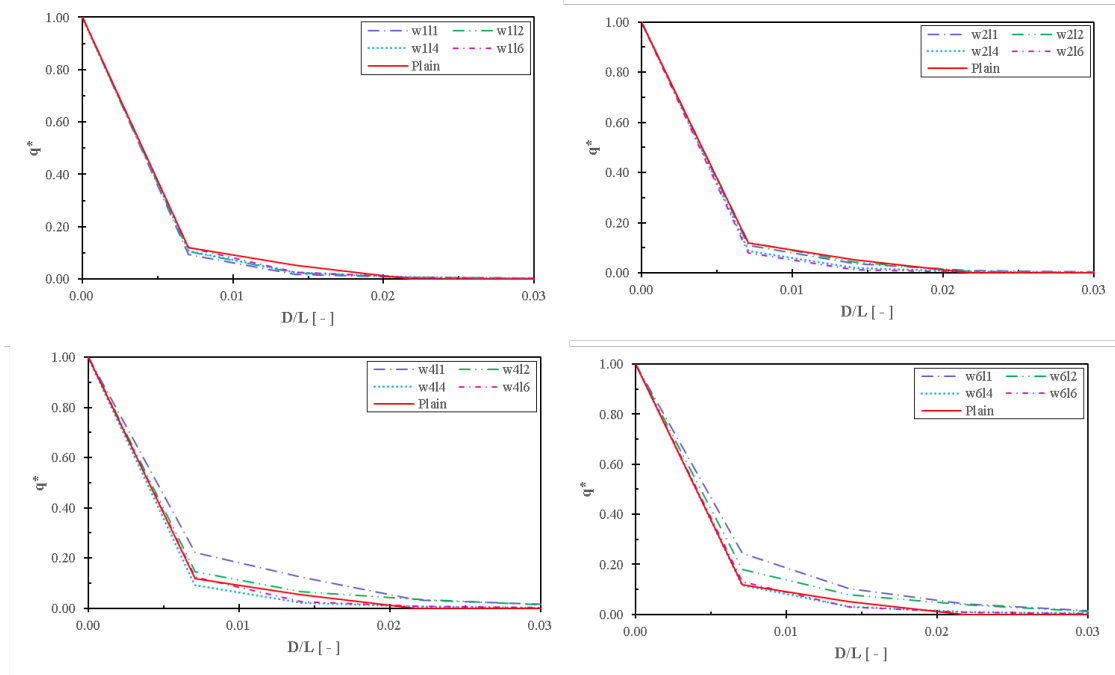 1.00
w1l1 w1l2
w1l4 w1l6
Plain
0.80
0.60
q*
0.40
0.20
0.00
0.00 0.01 0.02 0.03
D/L [ - ]
1.00
w2l1 w2l2
w2l4 w2l6
Plain
0.80
0.60
q*
0.40
0.20
0.00
0.00 0.01 0.02 0.03
D/L [ - ]
1.00
w4l1 w4l2
w4l4 w4l6
Plain
0.80
0.60
q*
0.40
0.20
0.00
0.00 0.01 0.02 0.03
D/L [ - ]
1.00
w6l1 w6l2
w6l4 w6l6
Plain
0.80
0.60
q*
0.40
0.20
0.00
0.00 0.01 0.02 0.03
D/L [ - ]